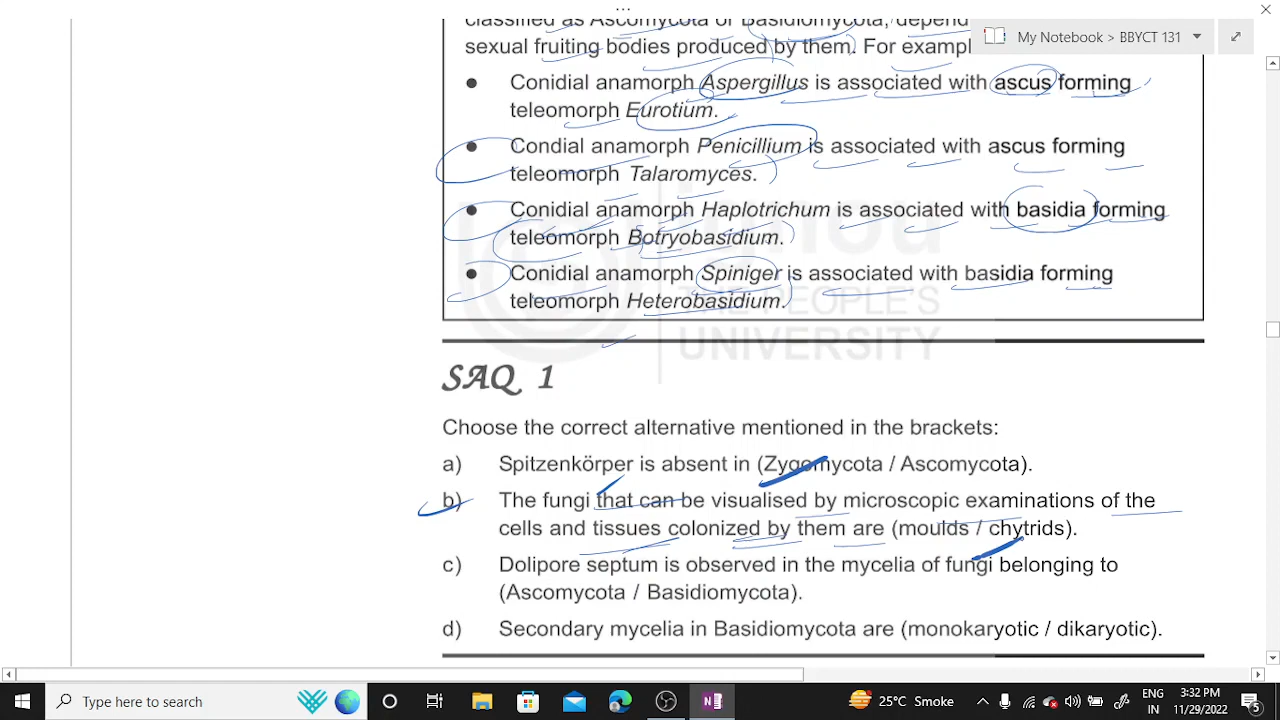 ...
classified as Ascomycota or Basidiomycota, depend
sexual fruiting bodies produced by them. For exampl
My Notebook > BBYCT 131
● Conidial anamorph Aspergillus is associated with ascus forming
teleomorph Eurotium.
● Condial anamorph Penicillium is associated with ascus forming
teleomorph Talaromyces.
● Conidial anamorph Haplotrichum is associated with basidia forming
teleomorph Botryobasidium.
● Conidial anamorph Spiniger is associated with basidia forming
teleomorph Heterobasidium.
ignou
THE PEOPLE'S
UNIVERSITY
SAQ 1
Choose the correct alternative mentioned in the brackets:
a) Spitzenkörper is absent in (Zygomycota / Ascomycota).
b) The fungi that can be visualised by microscopic examinations of the
cells and tissues colonized by them are (moulds / chytrids).
c) Dolipore septum is observed in the mycelia of fungi belonging to
(Ascomycota / Basidiomycota).
d) Secondary mycelia in Basidiomycota are (monokaryotic / dikaryotic).
Type here to search
25°C Smoke
ENG
IN
3:32 PM
11/29/2022
5